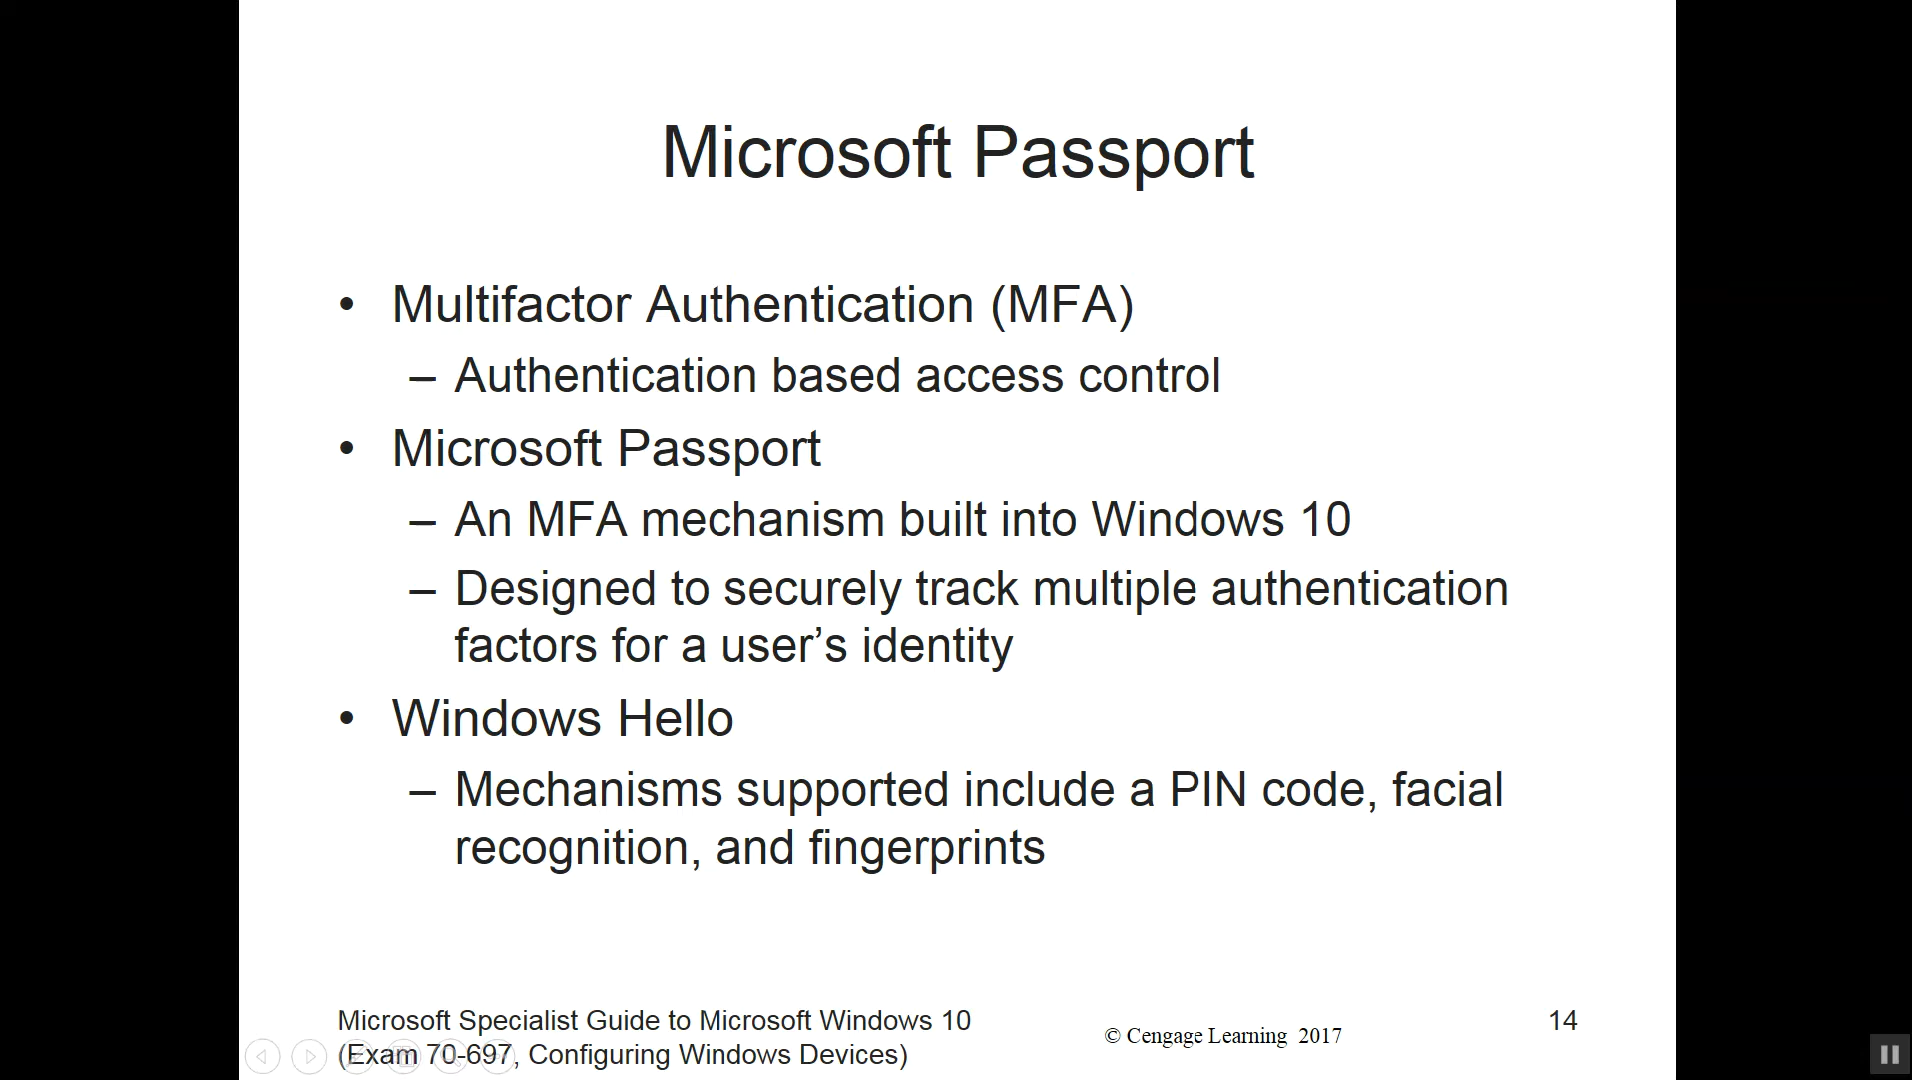 Microsoft Passport
• Multifactor Authentication (MFA)
– Authentication based access control
• Microsoft Passport
– An MFA mechanism built into Windows 10
– Designed to securely track multiple authentication
factors for a user’s identity
• Windows Hello
– Mechanisms supported include a PIN code, facial
recognition, and fingerprints
Microsoft Specialist Guide to Microsoft Windows 10
(Exam 70-697, Configuring Windows Devices)
© Cengage Learning 2017
14